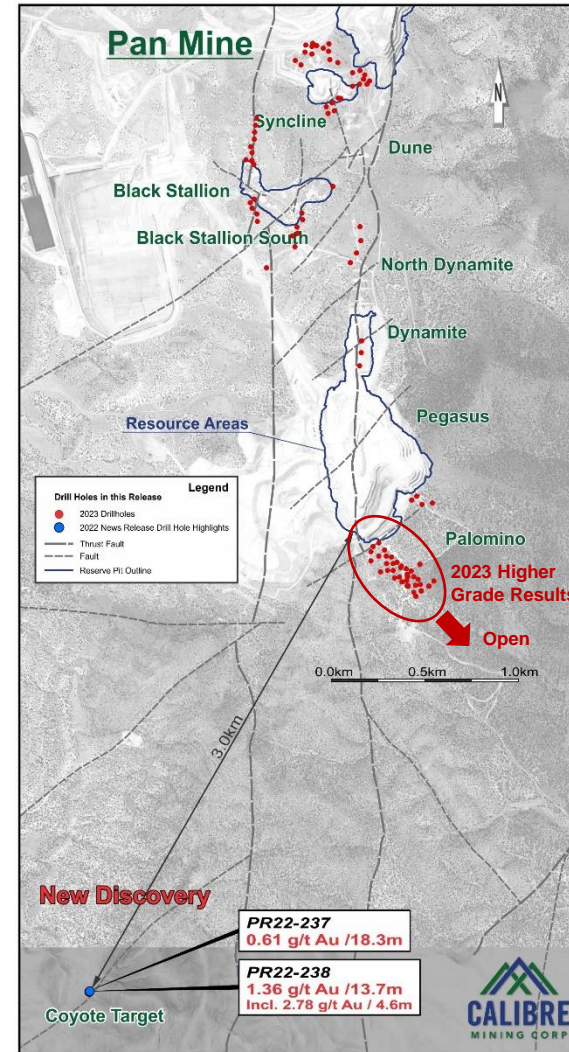 Pan Mine
N
Syncline
Dune
Black Stallion
Black Stallion South
North Dynamite
Dynamite
Resource Areas
Pegasus
Legend
Drill Holes in this Release
2023 Drillholes
2022 News Release Drill Hole Highlights
Thrust Fault
Fault
Reserve Pit Outline
Palomino
2023 Higher
Grade Results
Open
0.0km 0.5km 1.0km
3.0km
New Discovery
PR22-237
0.61 g/t Au /18.3m
PR22-238
1.36 g/t Au /13.7m
Incl. 2.78 g/t Au / 4.6m
Coyote Target
CALIBRE
MINING CORP